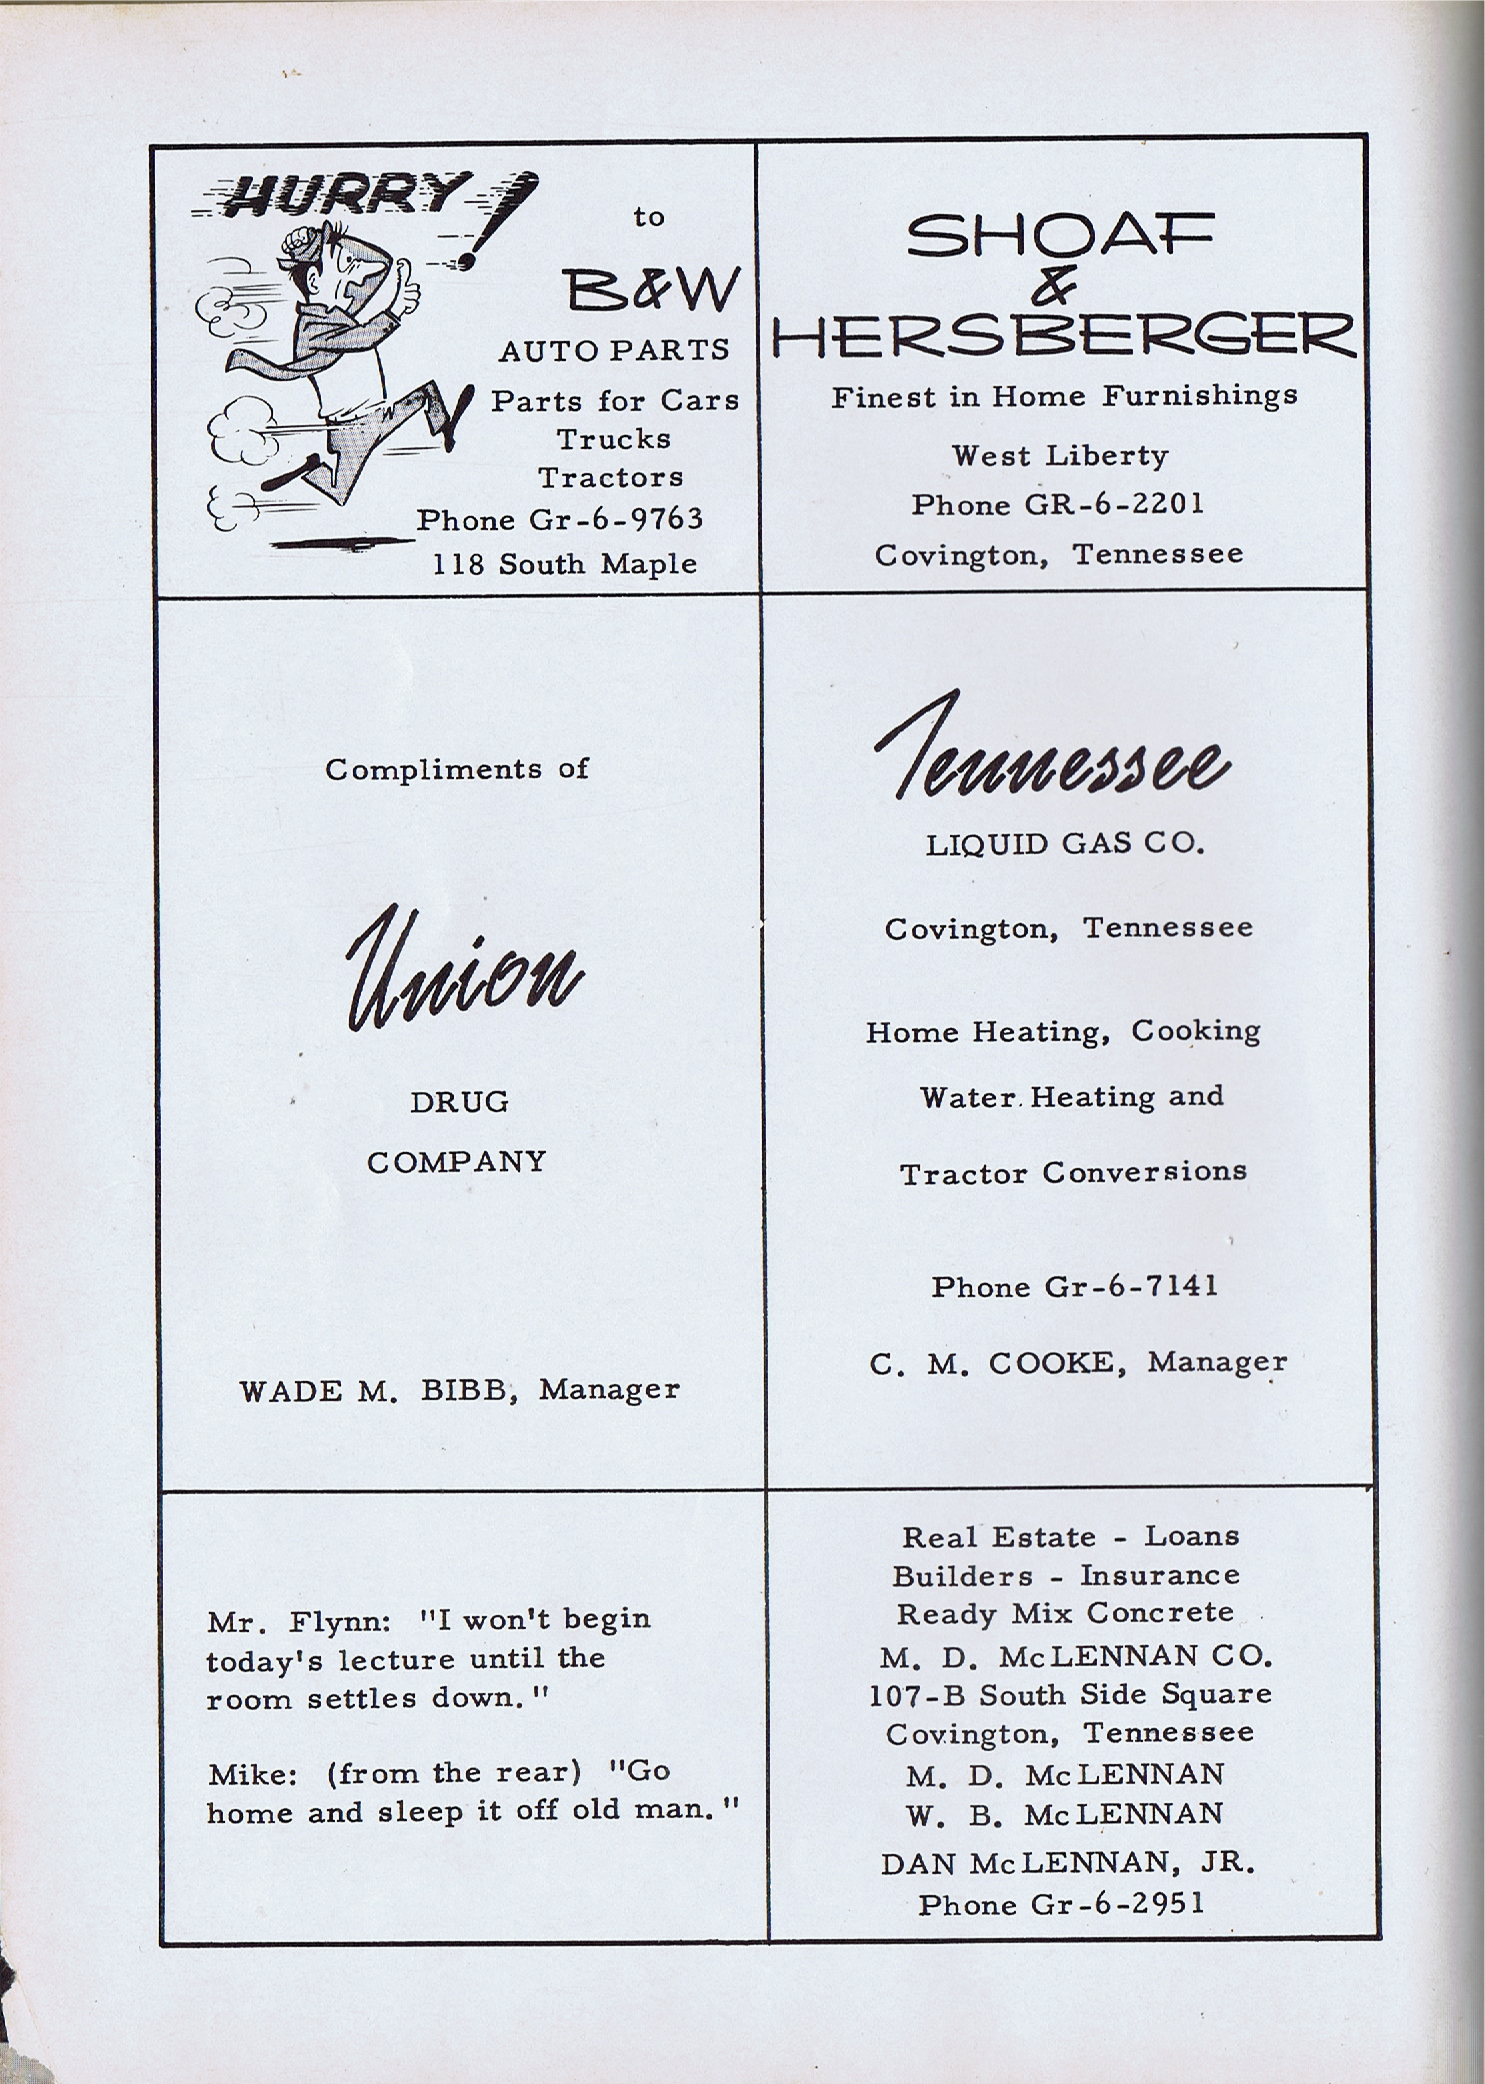 HURRY!
to
B&W
AUTO PARTS
Parts for Cars
Trucks
Tractors
Phone Gr-6-9763
118 South Maple
SHOAF
&
HERSBERGER
Finest in Home Furnishings
West Liberty
Phone GR-6-2201
Covington, Tennessee
Compliments of
Union
DRUG
COMPANY
WADE M. BIBB, Manager
Tennessee
LIQUID GAS CO.
Covington, Tennessee
Home Heating, Cooking
Water Heating and
Tractor Conversions
Phone Gr-6-7141
C. M. COOKE, Manager
Mr. Flynn: "I won't begin
today's lecture until the
room settles down."
Mike: (from the rear) "Go
home and sleep it off old man."
Real Estate - Loans
Builders - Insurance
Ready Mix Concrete
M. D. McLENNAN CO.
107-B South Side Square
Covington, Tennessee
M. D. McLENNAN
W. B. McLENNAN
DAN McLENNAN, JR.
Phone Gr-6-2951